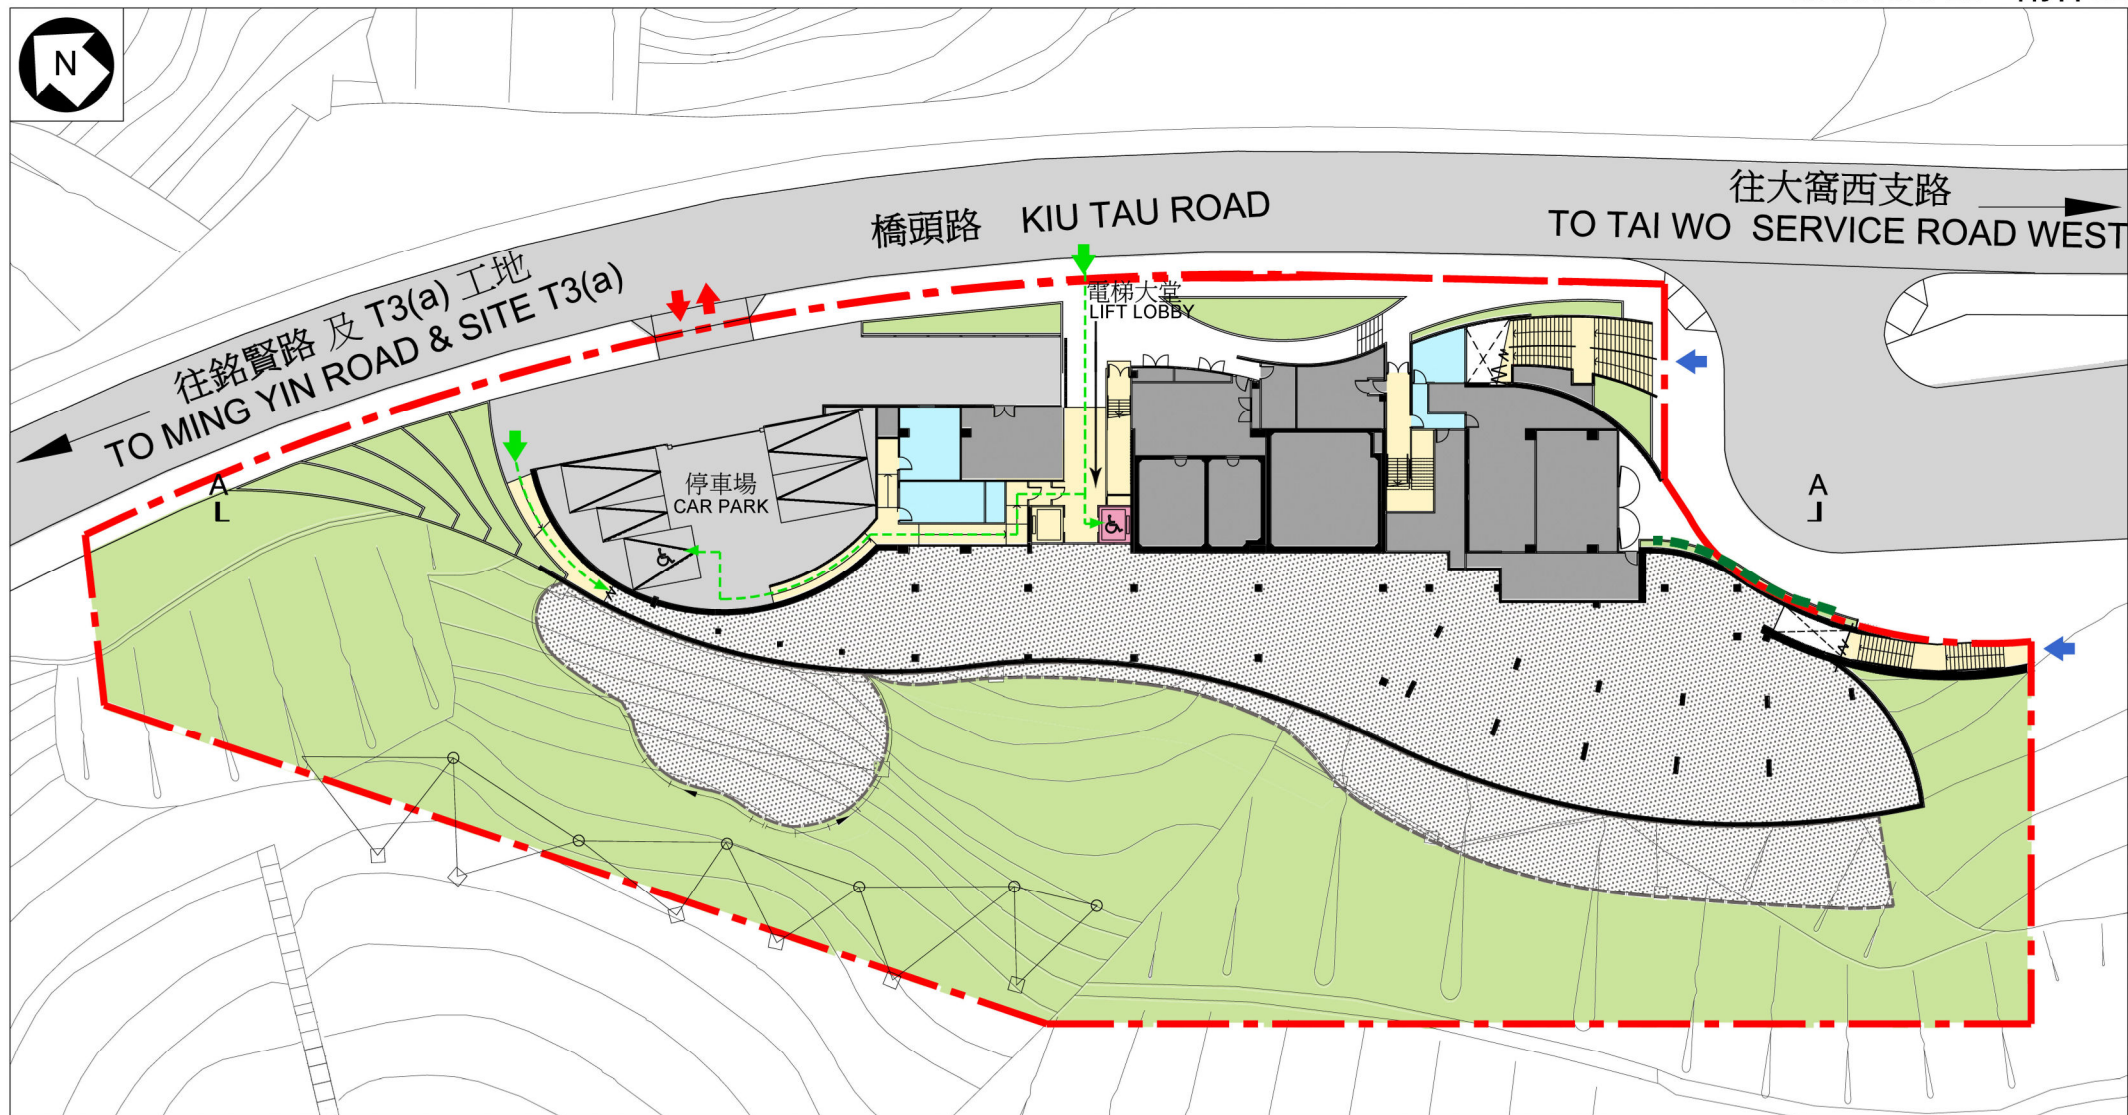 N
橋頭路 KIU TAU ROAD
往大窩西支路
TO TAI WO SERVICE ROAD WEST
往銘賢路 及 T3(a) 工地
TO MING YIN ROAD & SITE T3(a)
電梯大堂
LIFT LOBBY
停車場
CAR PARK
A
A